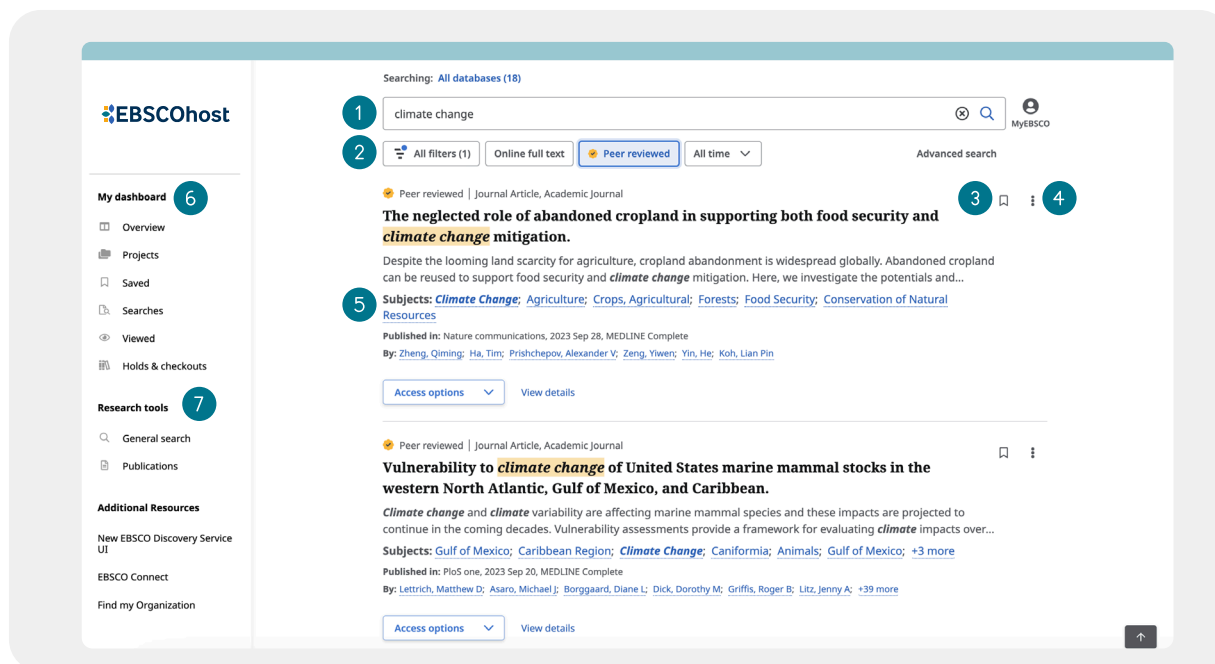 EBSCOhost
My dashboard 6
Overview
Projects
Saved
Searches
Viewed
Holds & checkouts
Research tools 7
General search
Publications
Additional Resources
New EBSCO Discovery Service
UI
EBSCO Connect
Find my Organization
Searching: All databases (18)
1 climate change
MyEBSCO
2 All filters (1) Online full text Peer reviewed All time Advanced search
Peer reviewed | Journal Article, Academic Journal
3 4
The neglected role of abandoned cropland in supporting both food security and
climate change mitigation.
Despite the looming land scarcity for agriculture, cropland abandonment is widespread globally. Abandoned cropland
can be reused to support food security and climate change mitigation. Here, we investigate the potentials and...
5 Subjects: Climate Change; Agriculture; Crops, Agricultural; Forests; Food Security; Conservation of Natural
Resources
Published in: Nature communications, 2023 Sep 28, MEDLINE Complete
By: Zheng, Qiming; Ha, Tim; Prishchepov, Alexander V; Zeng, Yiwen; Yin, He; Koh, Lian Pin
Access options View details
Peer reviewed | Journal Article, Academic Journal
Vulnerability to climate change of United States marine mammal stocks in the
western North Atlantic, Gulf of Mexico, and Caribbean.
Climate change and climate variability are affecting marine mammal species and these impacts are projected to
continue in the coming decades. Vulnerability assessments provide a framework for evaluating climate impacts over...
Subjects: Gulf of Mexico; Caribbean Region; Climate Change; Caniformia; Animals; Gulf of Mexico; +3 more
Published in: PloS one, 2023 Sep 20, MEDLINE Complete
By: Lettrich, Matthew D; Asaro, Michael J; Borggaard, Diane L; Dick, Dorothy M; Griffis, Roger B; Litz, Jenny A; +39 more
Access options View details